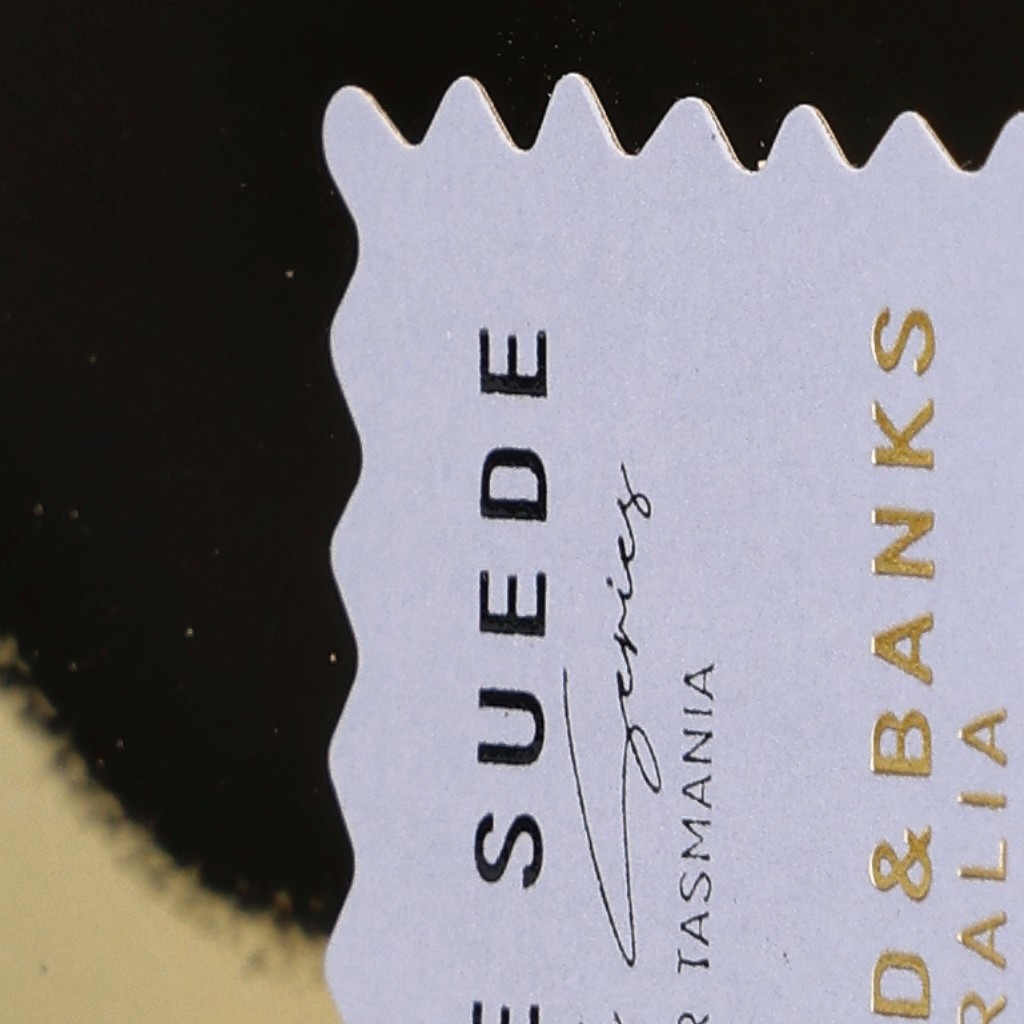 E SUEDE
Series
R TASMANIA
D & BANKS
RALIA